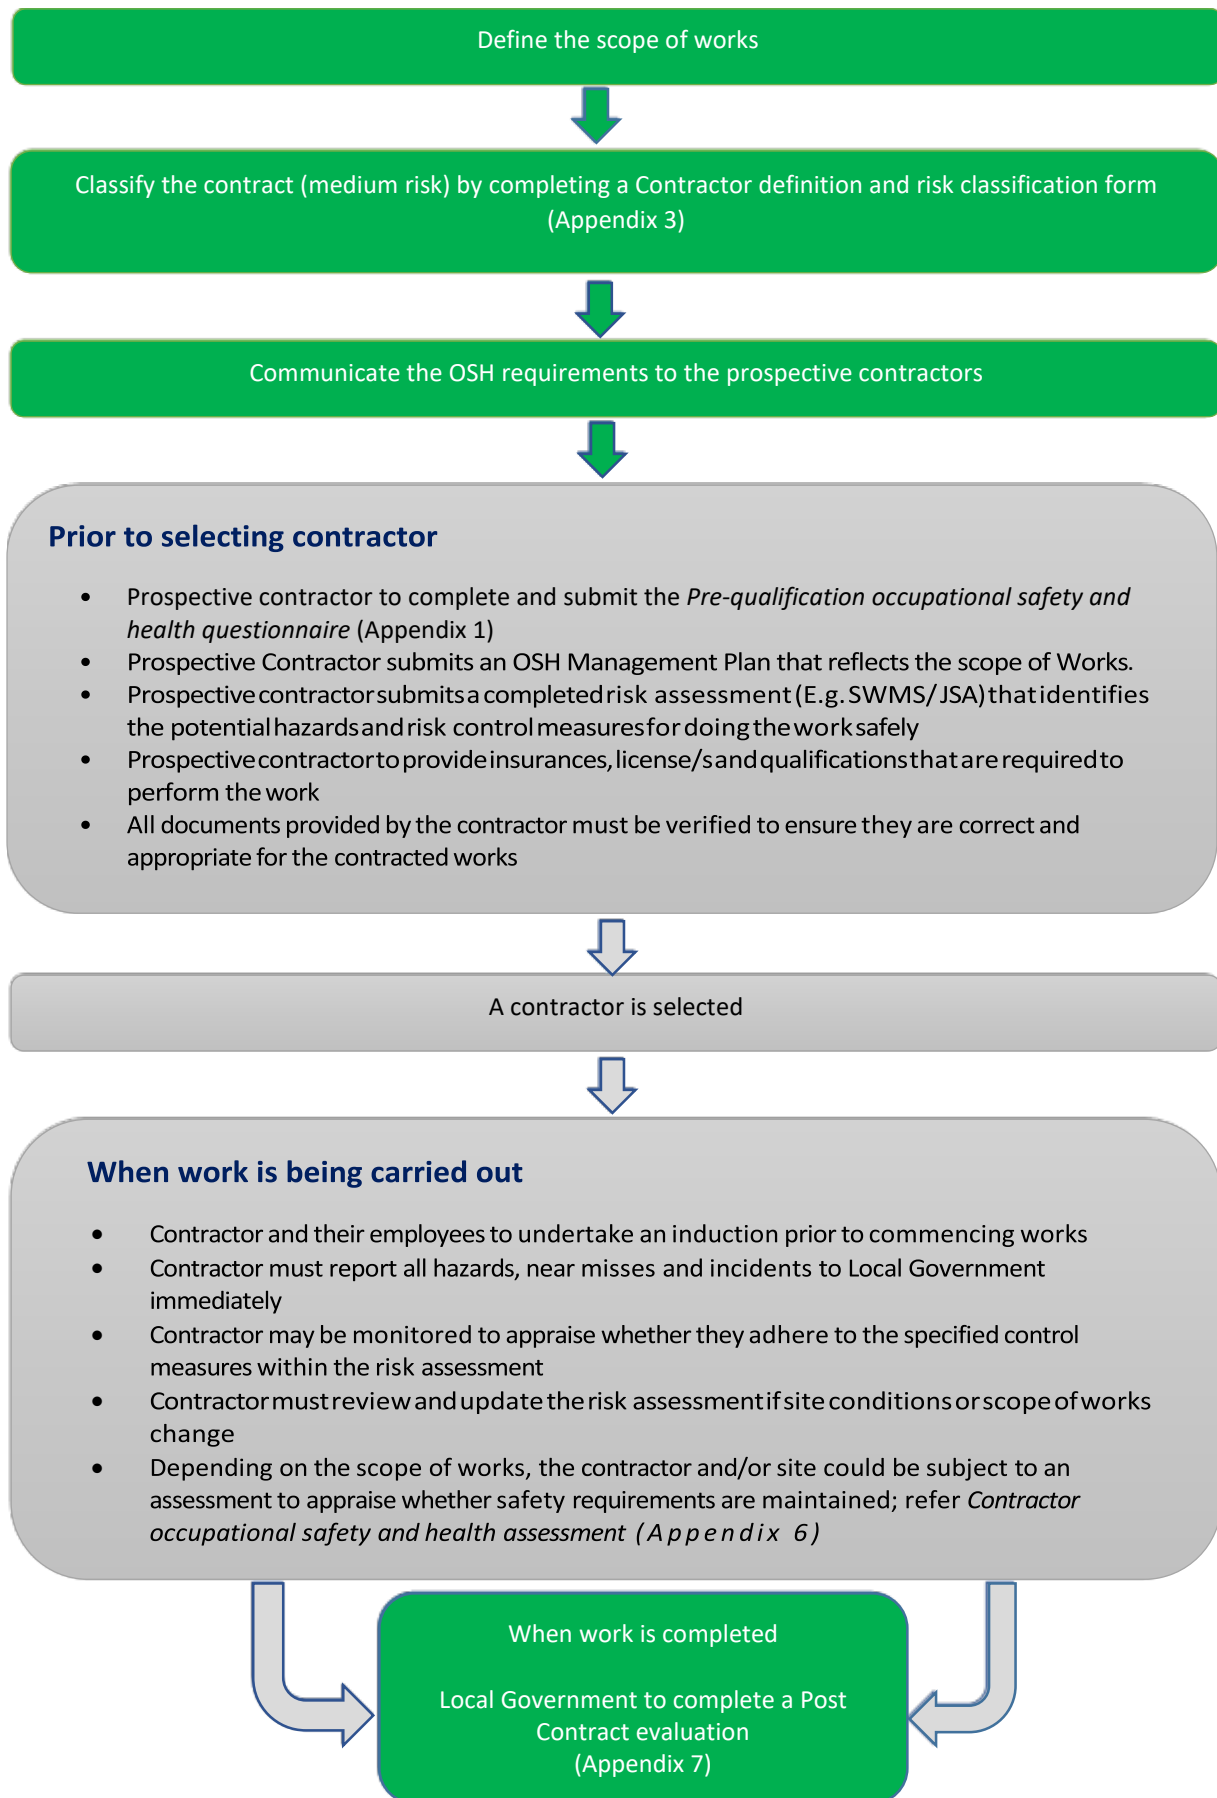 Define the scope of works
Classify the contract (medium risk) by completing a Contractor definition and risk classification form
(Appendix 3)
Communicate the OSH requirements to the prospective contractors
Prior to selecting contractor
• Prospective contractor to complete and submit the Pre-qualification occupational safety and
health questionnaire (Appendix 1)
• Prospective Contractor submits an OSH Management Plan that reflects the scope of Works.
• Prospective contractor submits a completed risk assessment (E.g. SWMS/ JSA) that identifies
the potential hazards and risk control measures for doing the work safely
• Prospective contractor to provide insurances, license/s and qualifications that are required to
perform the work
• All documents provided by the contractor must be verified to ensure they are correct and
appropriate for the contracted works
A contractor is selected
When work is being carried out
• Contractor and their employees to undertake an induction prior to commencing works
• Contractor must report all hazards, near misses and incidents to Local Government
immediately
• Contractor may be monitored to appraise whether they adhere to the specified control
measures within the risk assessment
• Contractor must review and update the risk assessment if site conditions or scope of works
change
• Depending on the scope of works, the contractor and/or site could be subject to an
assessment to appraise whether safety requirements are maintained; refer Contractor
occupational safety and health assessment (Appendix 6)
When work is completed
Local Government to complete a Post
Contract evaluation
(Appendix 7)